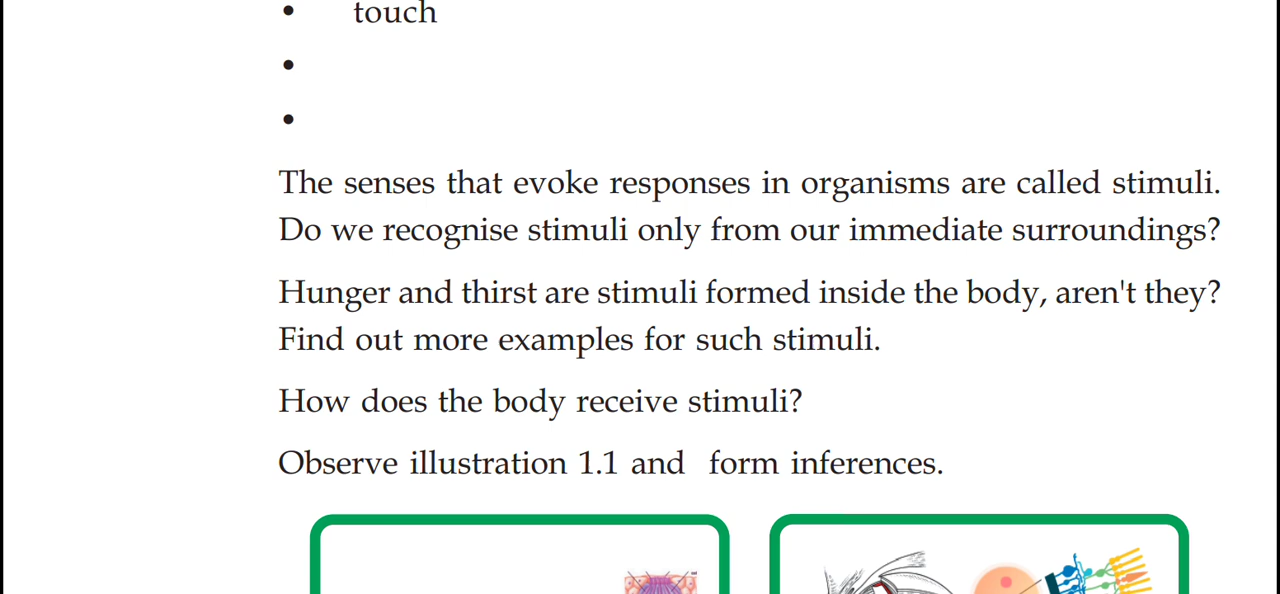 • touch
•
•
The senses that evoke responses in organisms are called stimuli.
Do we recognise stimuli only from our immediate surroundings?
Hunger and thirst are stimuli formed inside the body, aren't they?
Find out more examples for such stimuli.
How does the body receive stimuli?
Observe illustration 1.1 and form inferences.